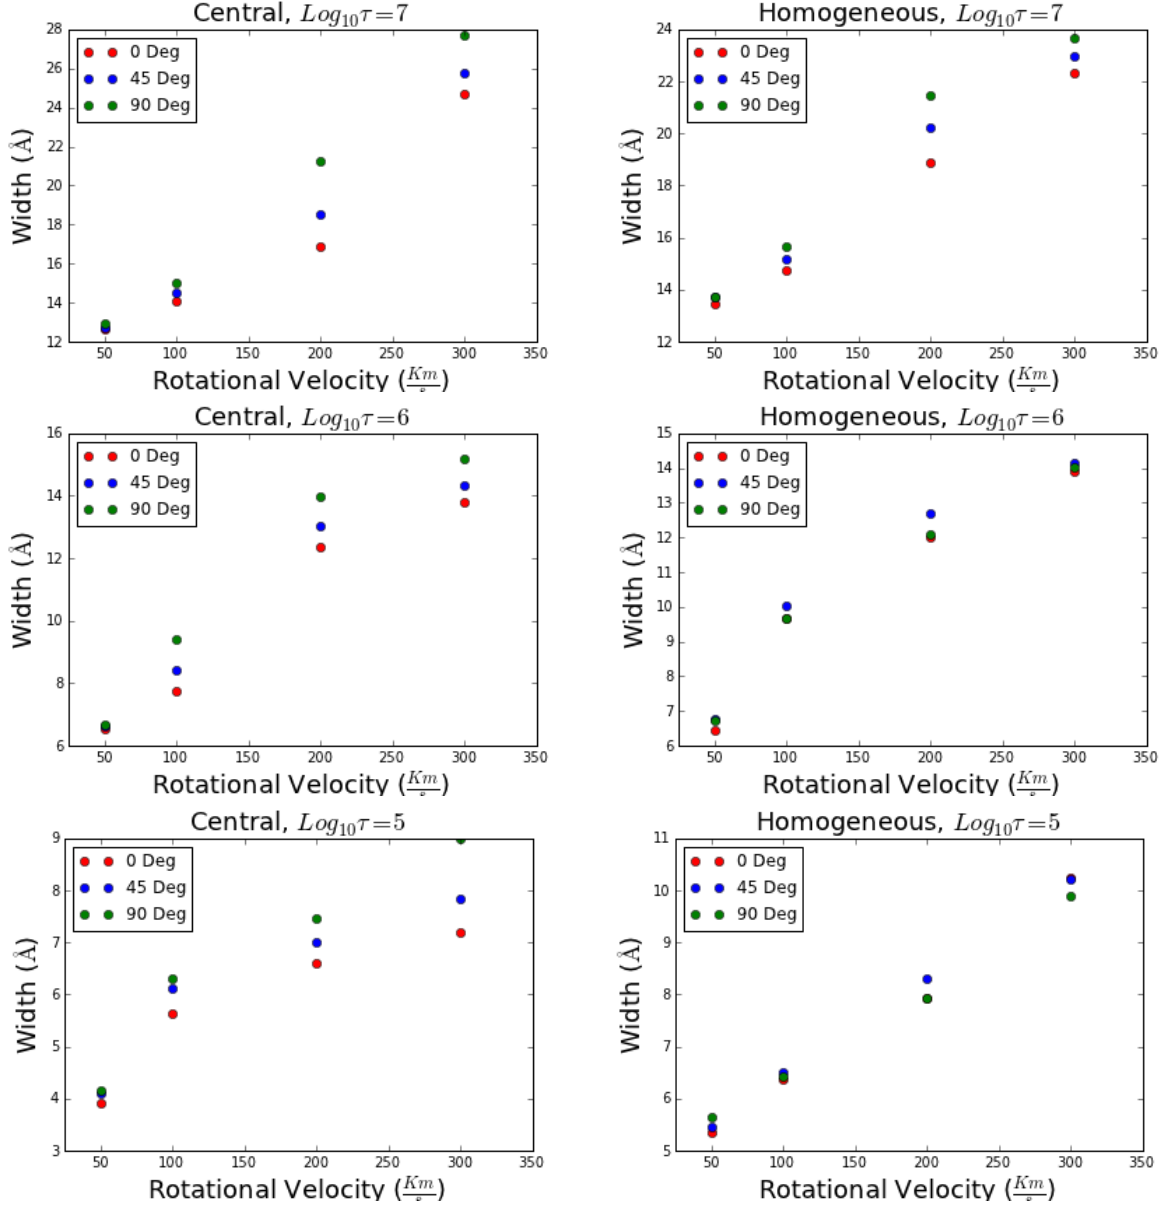 Central, Log10τ=7
28
26
24
22
20
18
16
14
12
0 Deg
45 Deg
90 Deg
Width (Å)
50 100 150 200 250 300 350
Rotational Velocity (Km/s)
Homogeneous, Log10τ=7
24
22
20
18
16
14
12
0 Deg
45 Deg
90 Deg
Width (Å)
50 100 150 200 250 300 350
Rotational Velocity (Km/s)
Central, Log10τ=6
16
14
12
10
8
6
0 Deg
45 Deg
90 Deg
Width (Å)
50 100 150 200 250 300 350
Rotational Velocity (Km/s)
Homogeneous, Log10τ=6
15
14
13
12
11
10
9
8
7
6
0 Deg
45 Deg
90 Deg
Width (Å)
50 100 150 200 250 300 350
Rotational Velocity (Km/s)
Central, Log10τ=5
9
8
7
6
5
4
3
0 Deg
45 Deg
90 Deg
Width (Å)
50 100 150 200 250 300 350
Rotational Velocity (Km/s)
Homogeneous, Log10τ=5
11
10
9
8
7
6
5
0 Deg
45 Deg
90 Deg
Width (Å)
50 100 150 200 250 300 350
Rotational Velocity (Km/s)